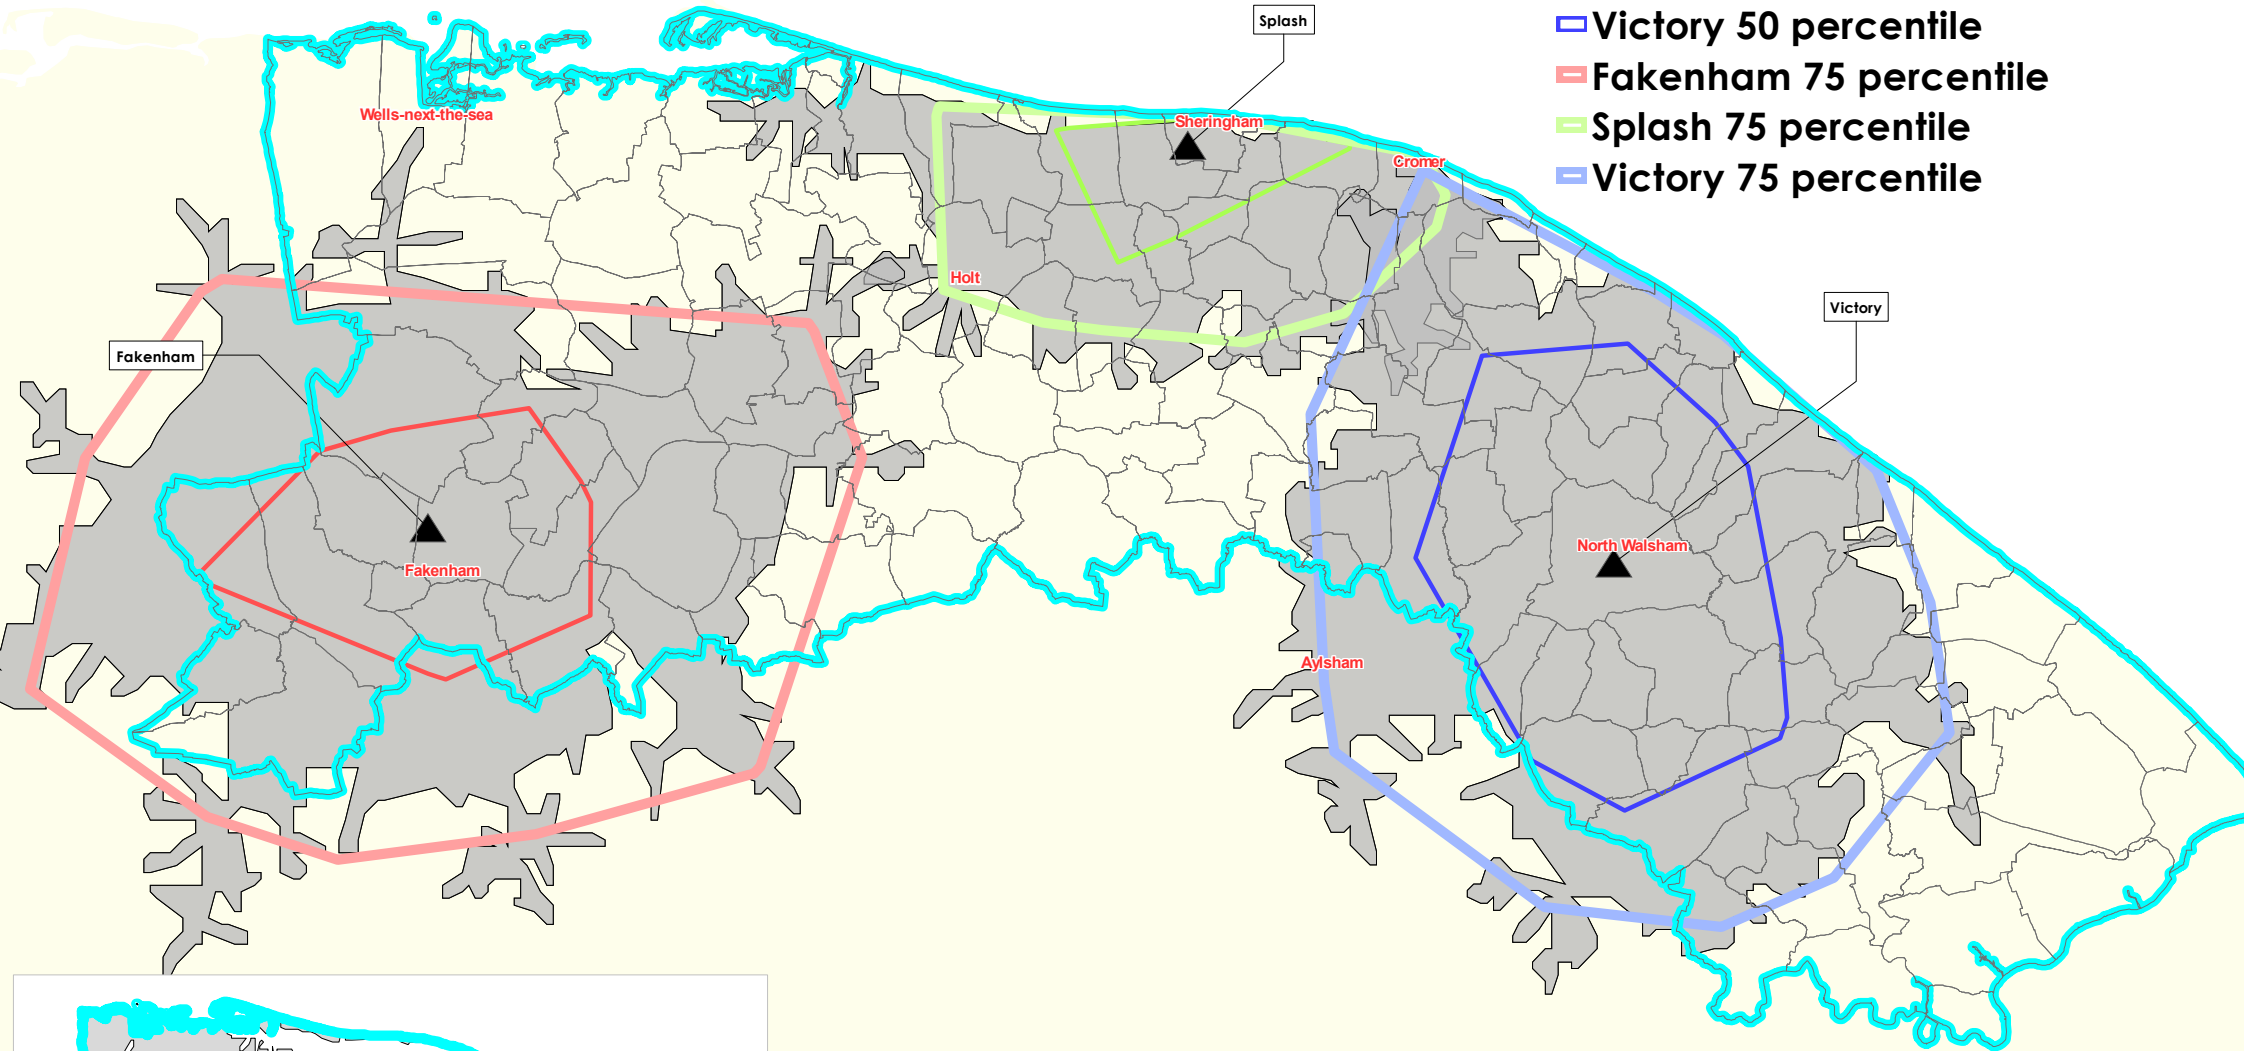 Splash
Victory 50 percentile
Fakenham 75 percentile
Splash 75 percentile
Victory 75 percentile
Wells-next-the-sea
Sheringham
Cromer
Holt
Victory
Fakenham
North Walsham
Fakenham
Aylsham